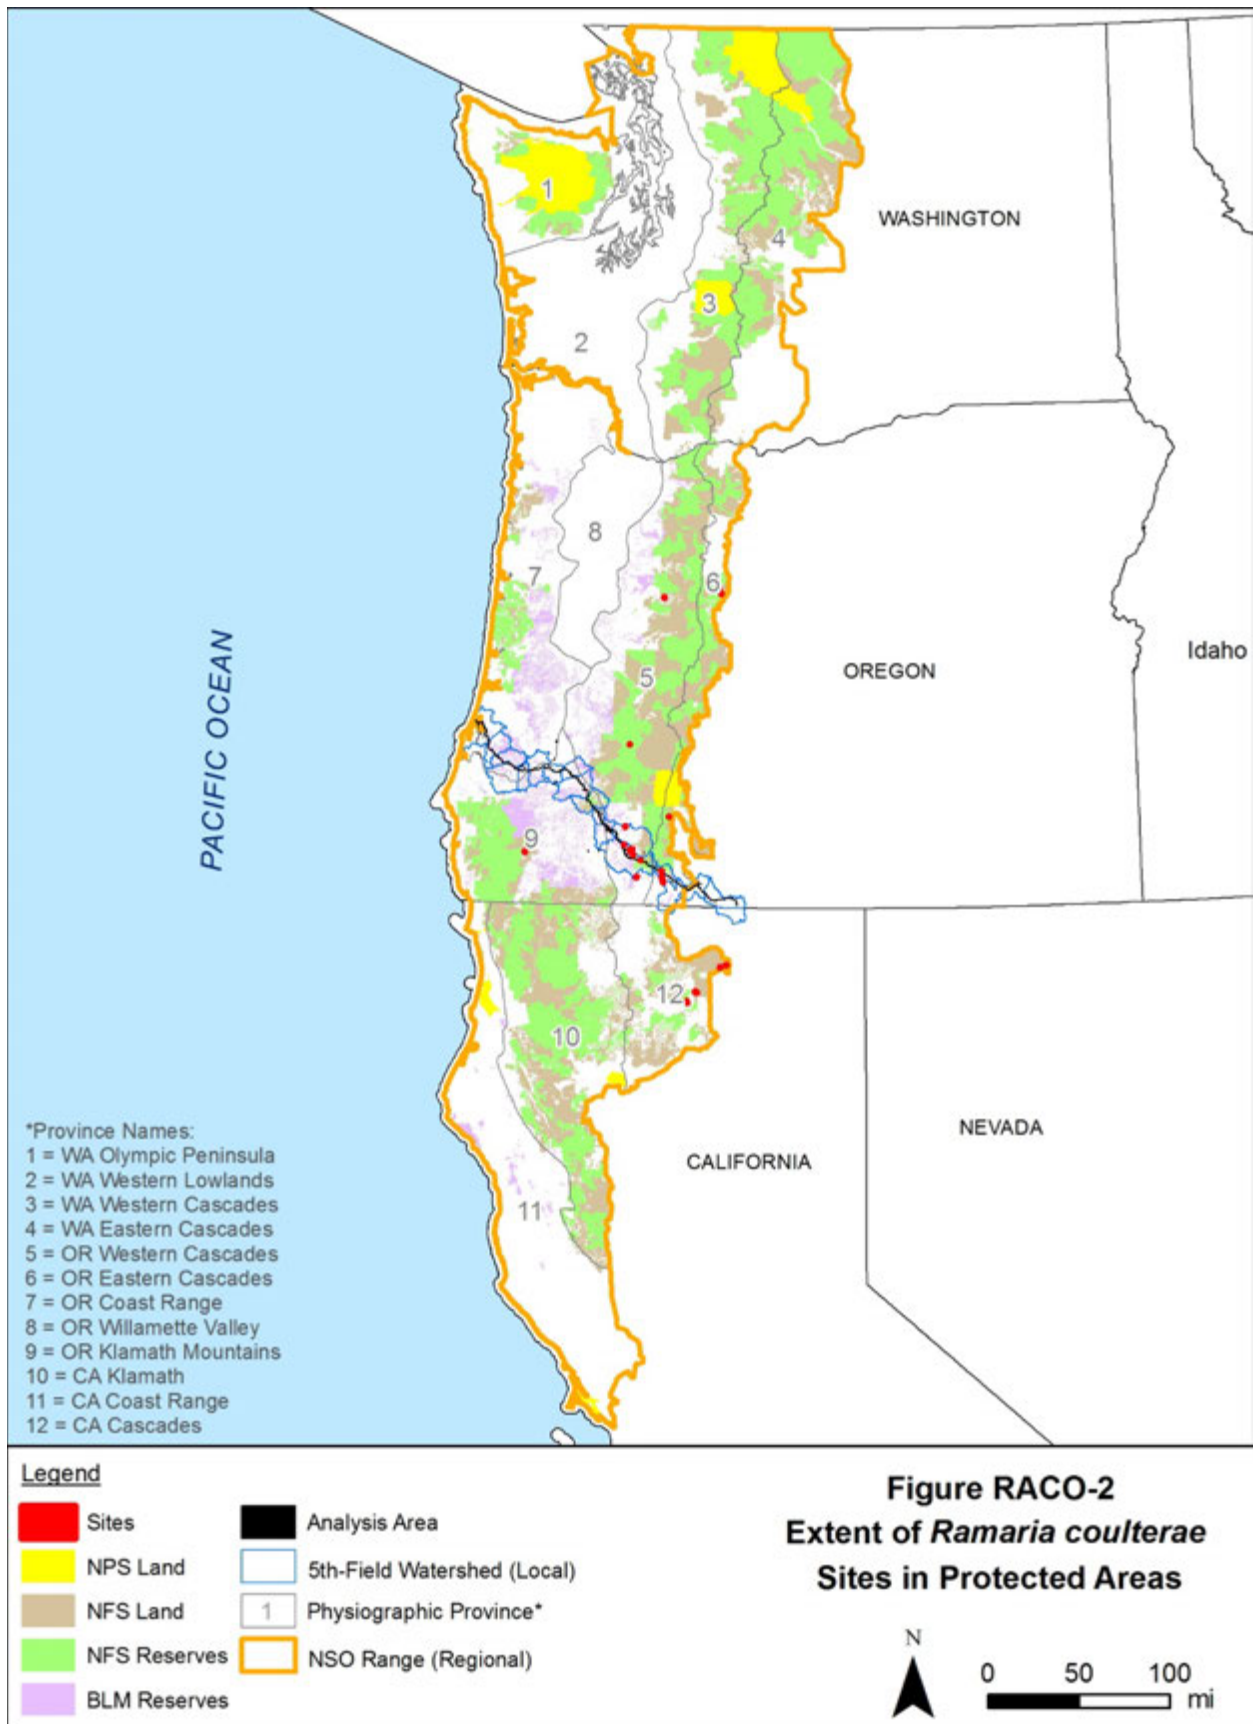 1
WASHINGTON
4
3
2
8
7
6
Idaho
5
OREGON
PACIFIC OCEAN
9
12
10
*Province Names:
1 = WA Olympic Peninsula
2 = WA Western Lowlands
3 = WA Western Cascades
4 = WA Eastern Cascades
5 = OR Western Cascades
6 = OR Eastern Cascades
7 = OR Coast Range
8 = OR Willamette Valley
9 = OR Klamath Mountains
10 = CA Klamath
11 = CA Coast Range
12 = CA Cascades
NEVADA
CALIFORNIA
11
Legend
Sites
NPS Land
NFS Land
NFS Reserves
BLM Reserves
Analysis Area
5th-Field Watershed (Local)
1 Physiographic Province*
NSO Range (Regional)
Figure RACO-2
Extent of Ramaria coulterae
Sites in Protected Areas
N
0 50 100
mi